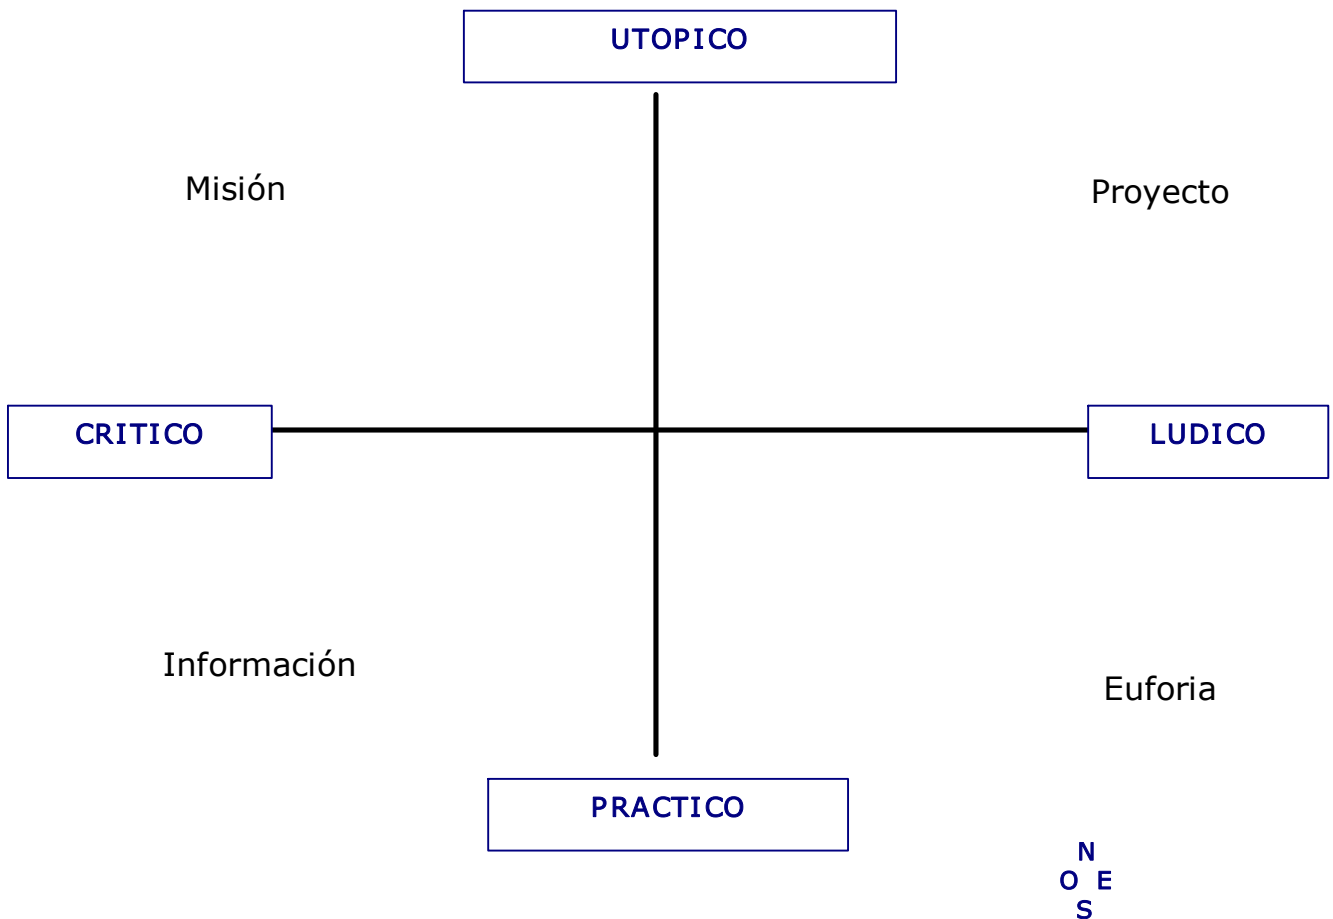 UTOPICO
Misión
Proyecto
CRITICO
LUDICO
Información
Euforia
PRACTICO
N
O E
S